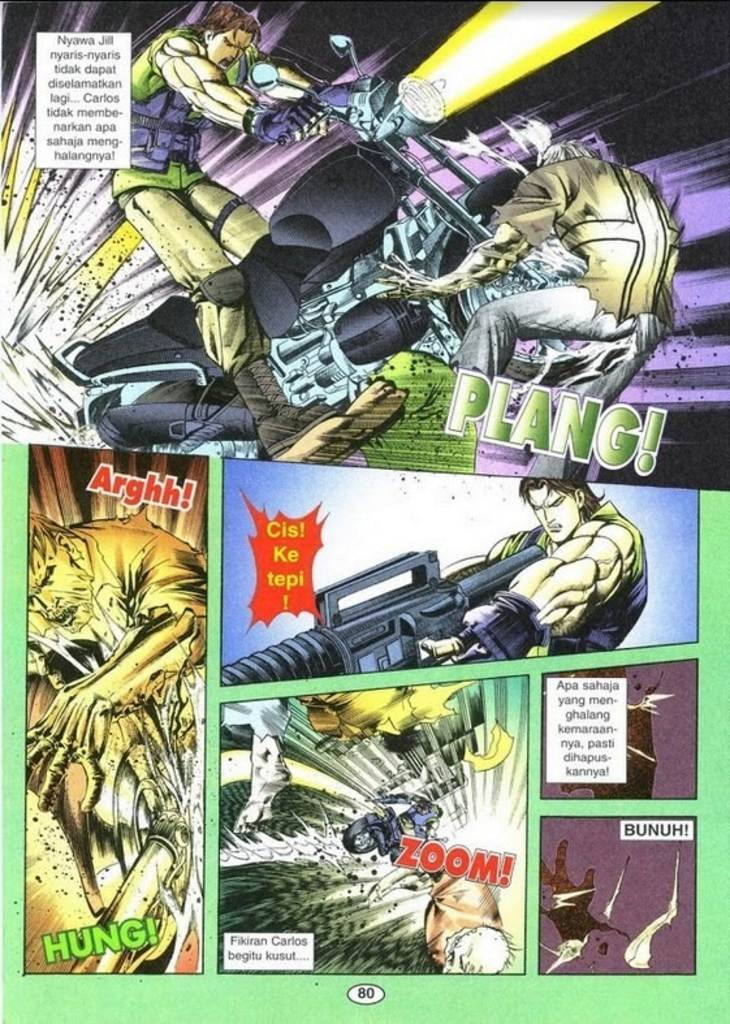 Nyawa Jill
nyaris-nyaris
tidak dapat
diselamatkan
lagi... Carlos
tidak membe-
narkan apa
sahaja meng-
halangnya!
PLANG!
Arghh!
HUNG!
Cis!
Ke
tepi
!
ZOOM!
Fikiran Carlos
begitu kusut....
Apa sahaja
yang men-
ghalang
kemaraan-
nya, pasti
dihapus-
kannya!
BUNUH!
80